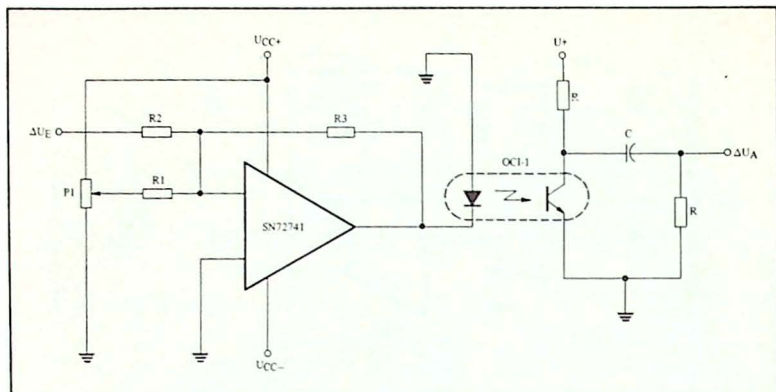 UCC+
U+
R
ΔUE
R2
R3
C
ΔUA
OCI-1
P1
R1
SN72741
R
UCC−